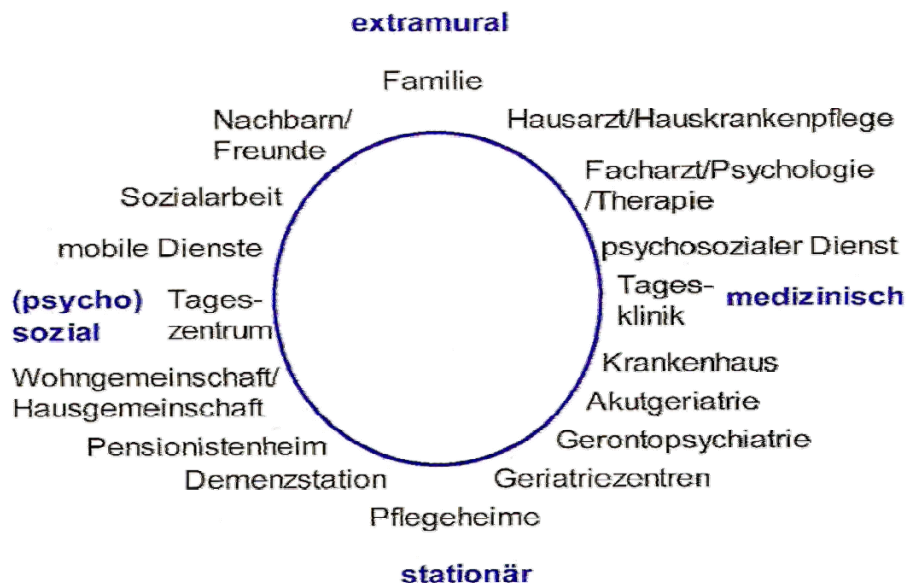 extramural
Familie
Nachbarn/
Freunde
Hausarzt/Hauskrankenpflege
Sozialarbeit
Facharzt/Psychologie
/Therapie
mobile Dienste
psychosozialer Dienst
(psycho)
sozial
Tages-
zentrum
Tages-
klinik
medizinisch
Wohngemeinschaft/
Hausgemeinschaft
Krankenhaus
Akutgeriatrie
Pensionistenheim
Gerontopsychiatrie
Demenzstation
Geriatriezentren
Pflegeheime
stationär